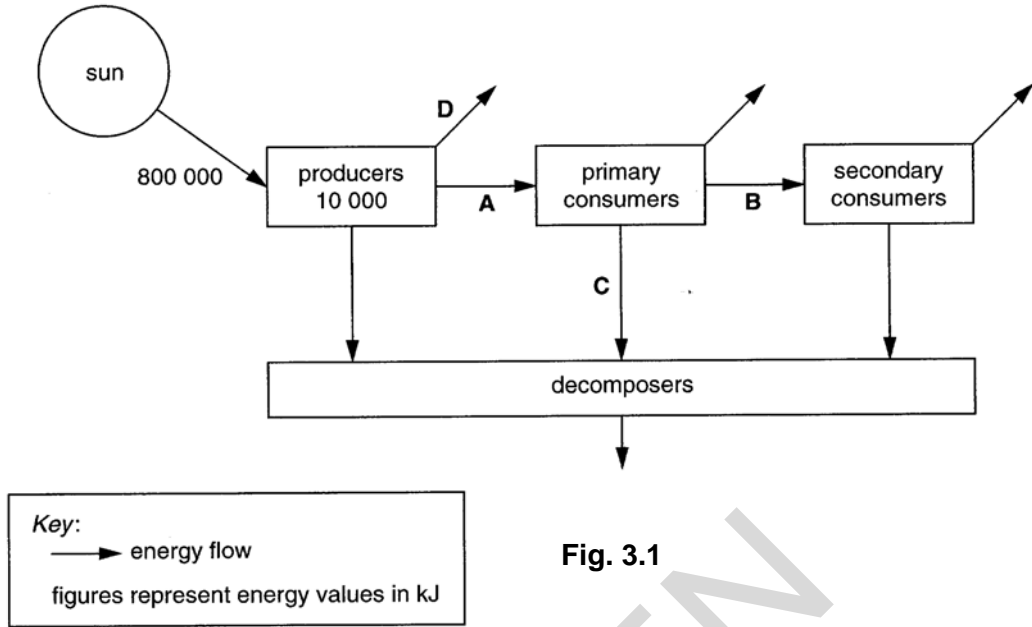 sun
800 000
D
producers
10 000
A
primary
consumers
B
secondary
consumers
C
decomposers
Key:
energy flow
figures represent energy values in kJ
Fig. 3.1